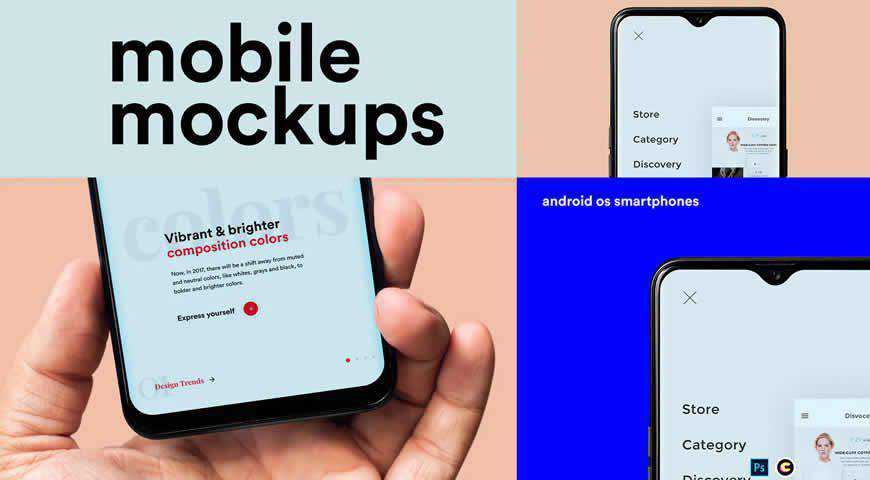 mobile
mockups
Store
Category
Discovery
Discovery
colors
Vibrant & brighter
composition colors
Now, in 2017, there will be a shift away from muted
and neutral colors, like whites, grays and black, to
bolder and brighter colors.
Express yourself
01
Design Trends
android os smartphones
Store
Category
Discovery
Disvocer
Ps